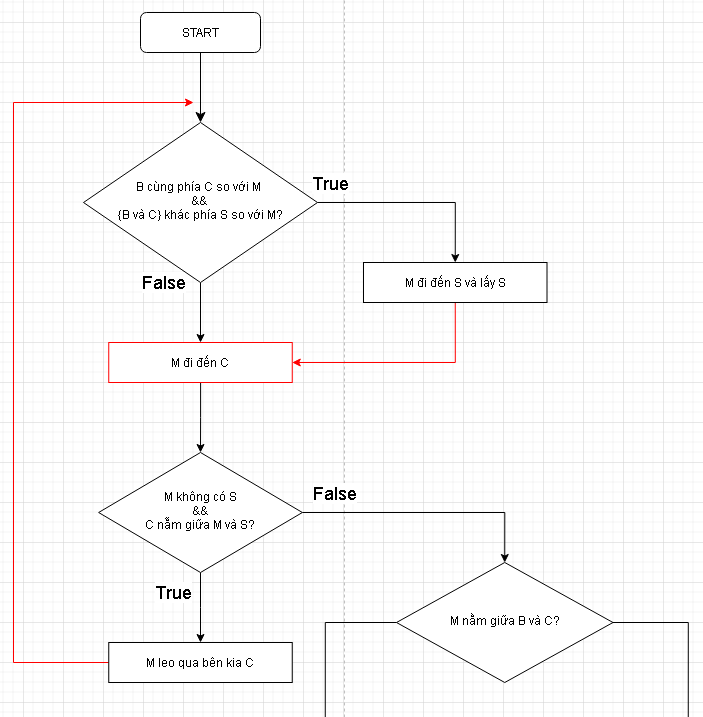 START
B cùng phía C so với M
&&
{B và C} khác phía S so với M?
True
False
M đi đến S và lấy S
M đi đến C
M không có S
&&
C nằm giữa M và S?
False
True
M nằm giữa B và C?
M leo qua bên kia C